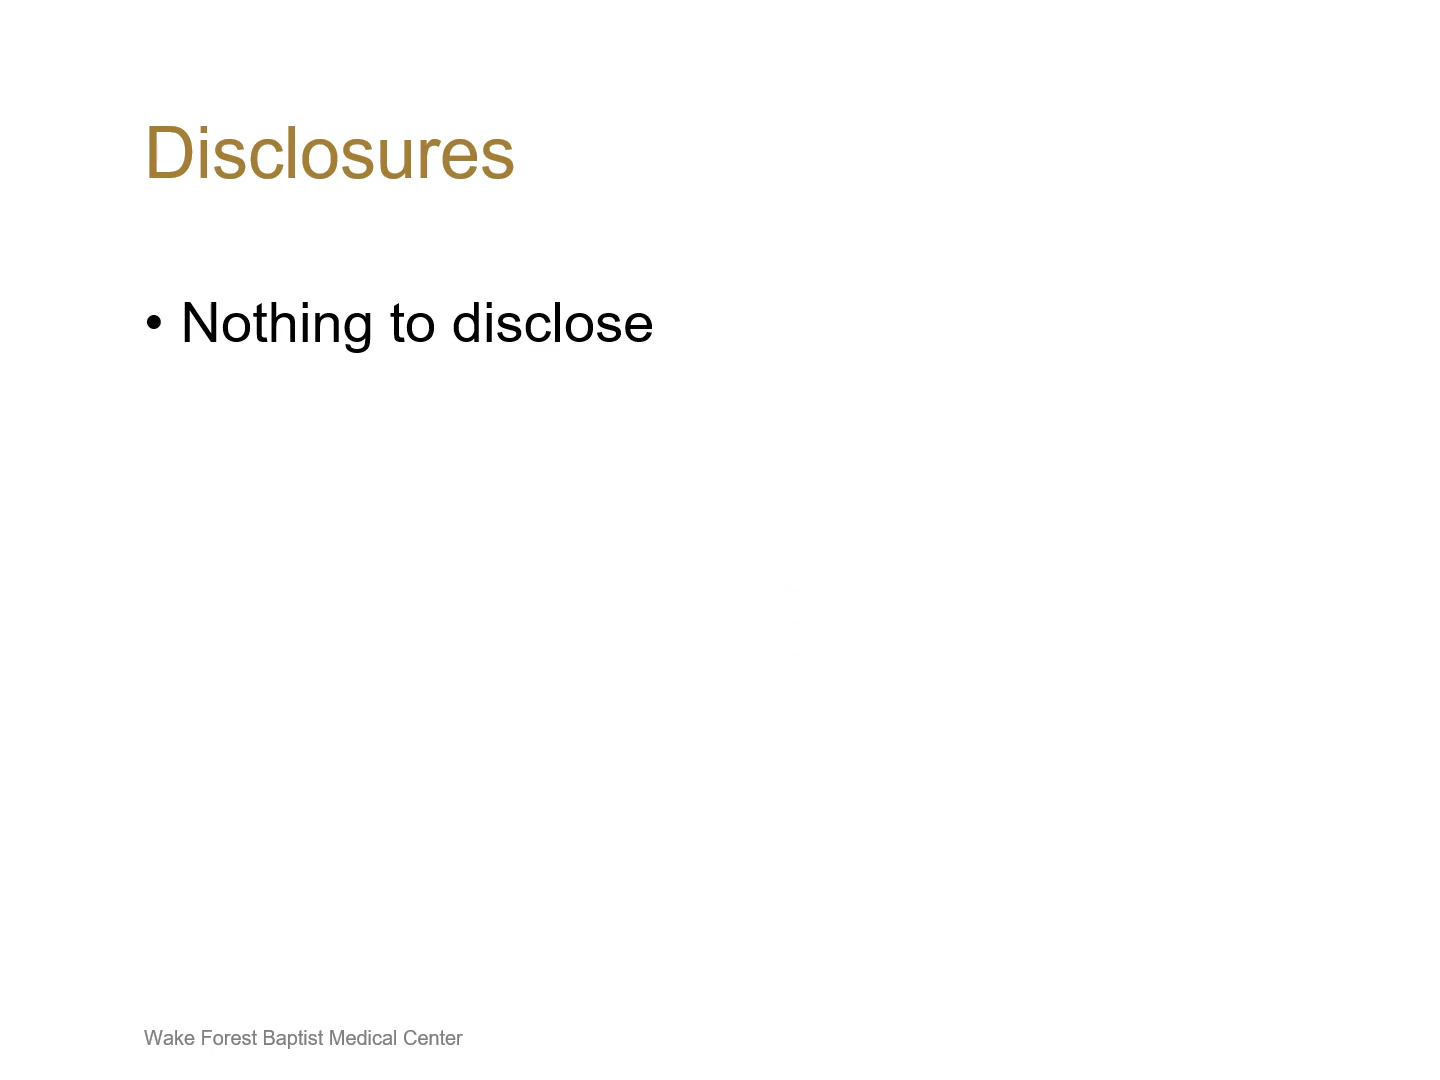 Disclosures
• Nothing to disclose
Wake Forest Baptist Medical Center